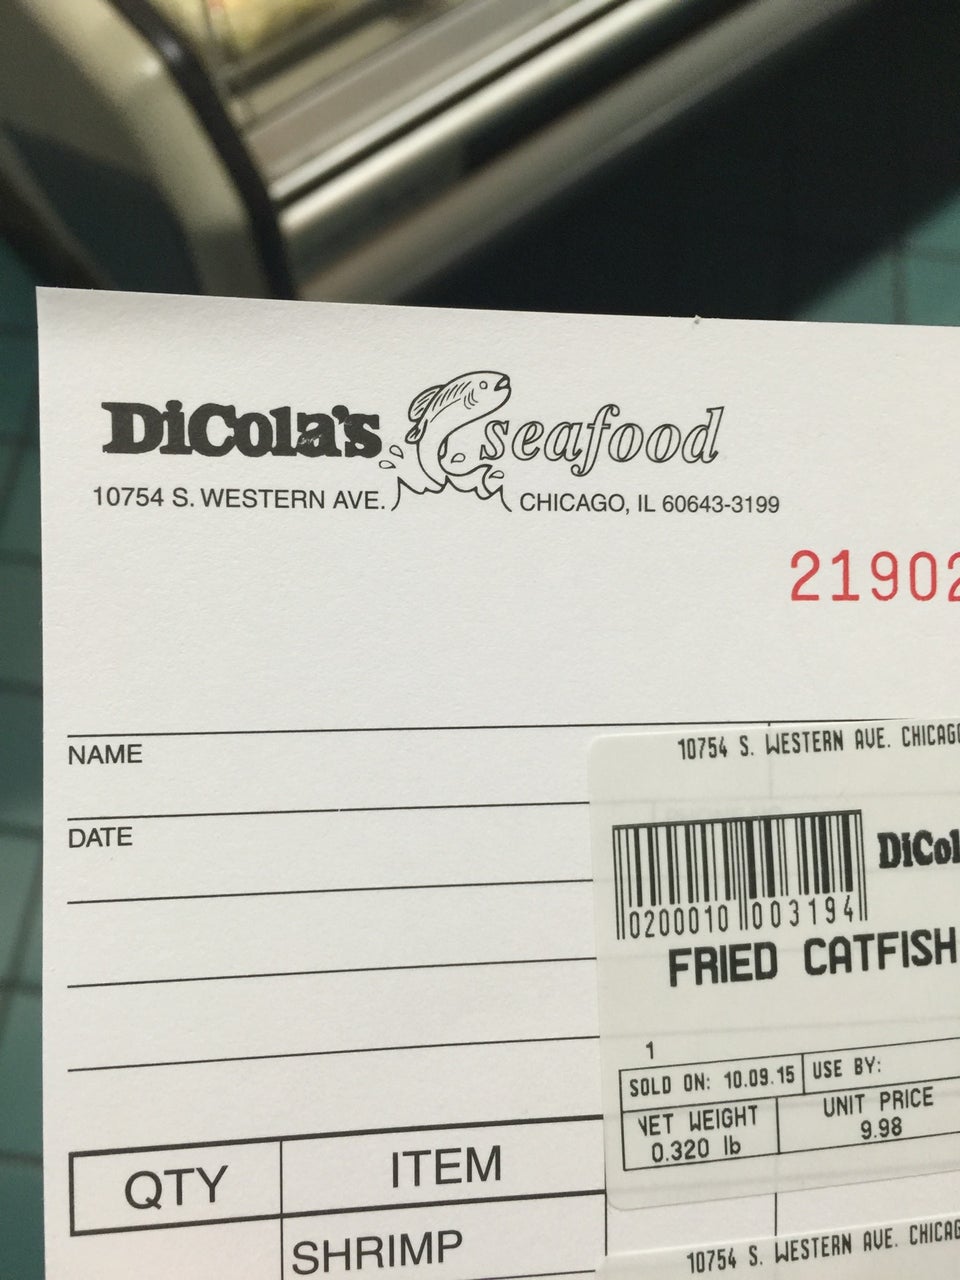 DiCola's seafood
10754 S. WESTERN AVE. CHICAGO, IL 60643-3199
21902
NAME
10754 S. WESTERN AVE. CHICAGO
DATE
DiCol
0200010 003194
FRIED CATFISH
1
SOLD ON: 10.09.15 USE BY:
NET WEIGHT UNIT PRICE
0.320 lb 9.98
QTY ITEM
SHRIMP
10754 S. WESTERN AVE. CHICAG